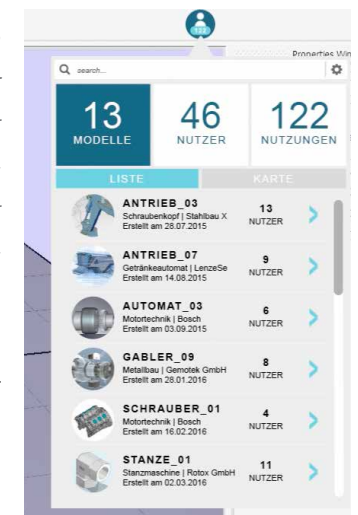 122
Properties Win
search...
13 46 122
MODELLE NUTZER NUTZUNGEN
LISTE KARTE
ANTRIEB_03
Schraubenkopf | Stahlbau X
Erstellt am 28.07.2015
13
NUTZER
ANTRIEB_07
Getränkeautomat | LenzeSe
Erstellt am 14.08.2015
9
NUTZER
AUTOMAT_03
Motortechnik | Bosch
Erstellt am 03.09.2015
6
NUTZER
GABLER_09
Metallbau | Gemotek GmbH
Erstellt am 28.01.2016
8
NUTZER
SCHRAUBER_01
Motortechnik | Bosch
Erstellt am 16.02.2016
4
NUTZER
STANZE_01
Stanzmaschine | Rotox GmbH
Erstellt am 02.03.2016
11
NUTZER